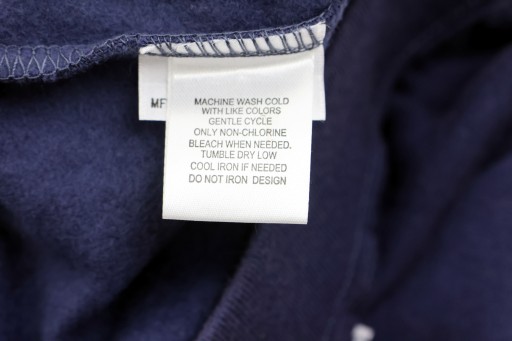 MF
MACHINE WASH COLD
WITH LIKE COLORS
GENTLE CYCLE
ONLY NON-CHLORINE
BLEACH WHEN NEEDED.
TUMBLE DRY LOW
COOL IRON IF NEEDED
DO NOT IRON DESIGN